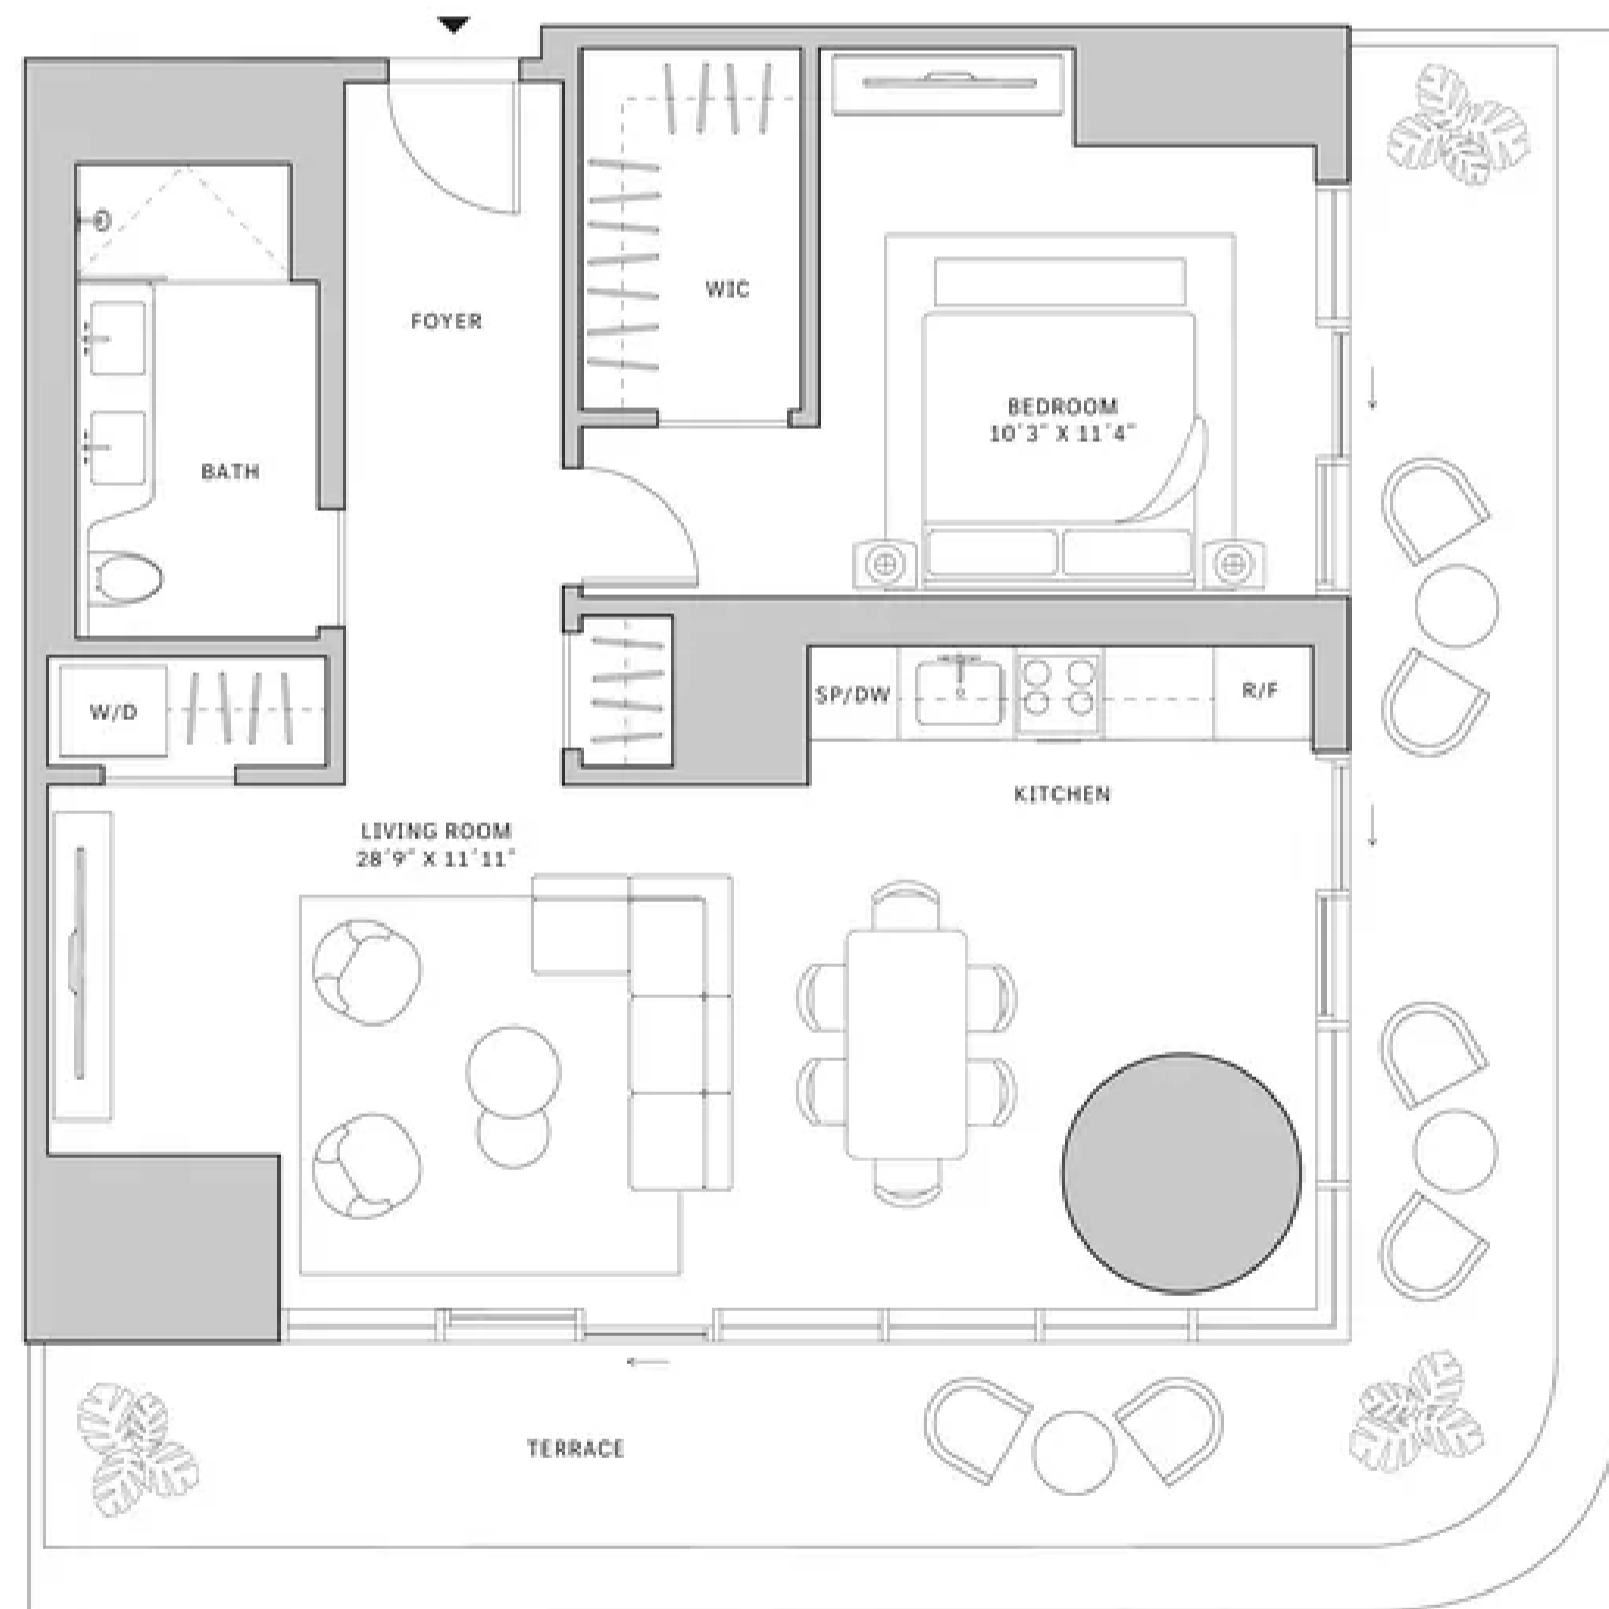 FOYER
WIC
BEDROOM
10'3" X 11'4"
BATH
W/D
SP/DW
R/F
KITCHEN
LIVING ROOM
28'9" X 11'11"
TERRACE